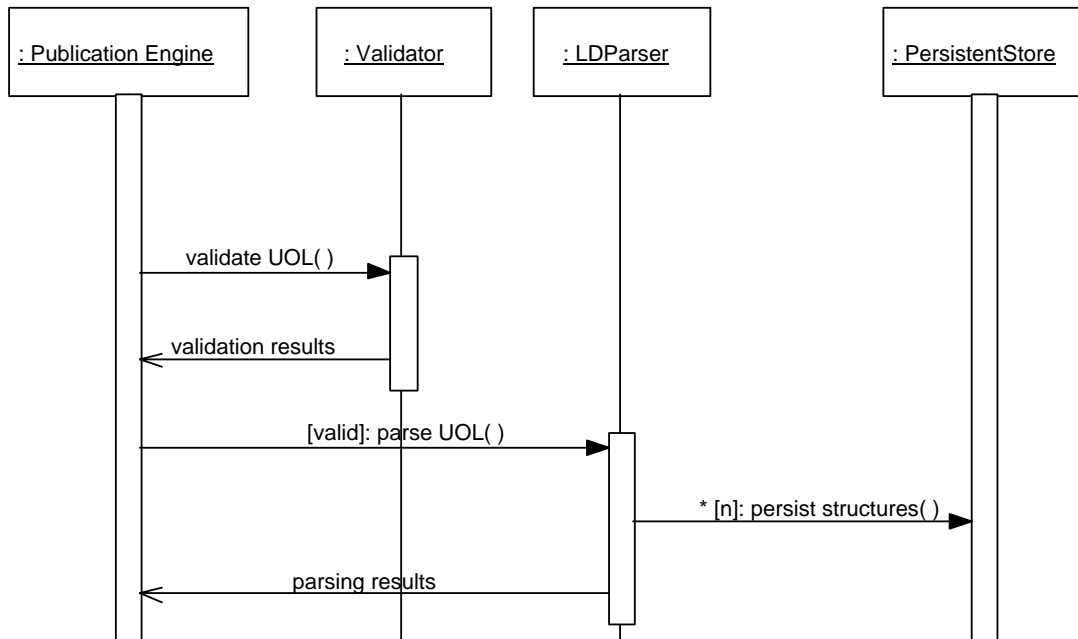 : Publication Engine
: Validator
: LDParser
: PersistentStore
validate UOL( )
validation results
[valid]: parse UOL( )
* [n]: persist structures( )
parsing results